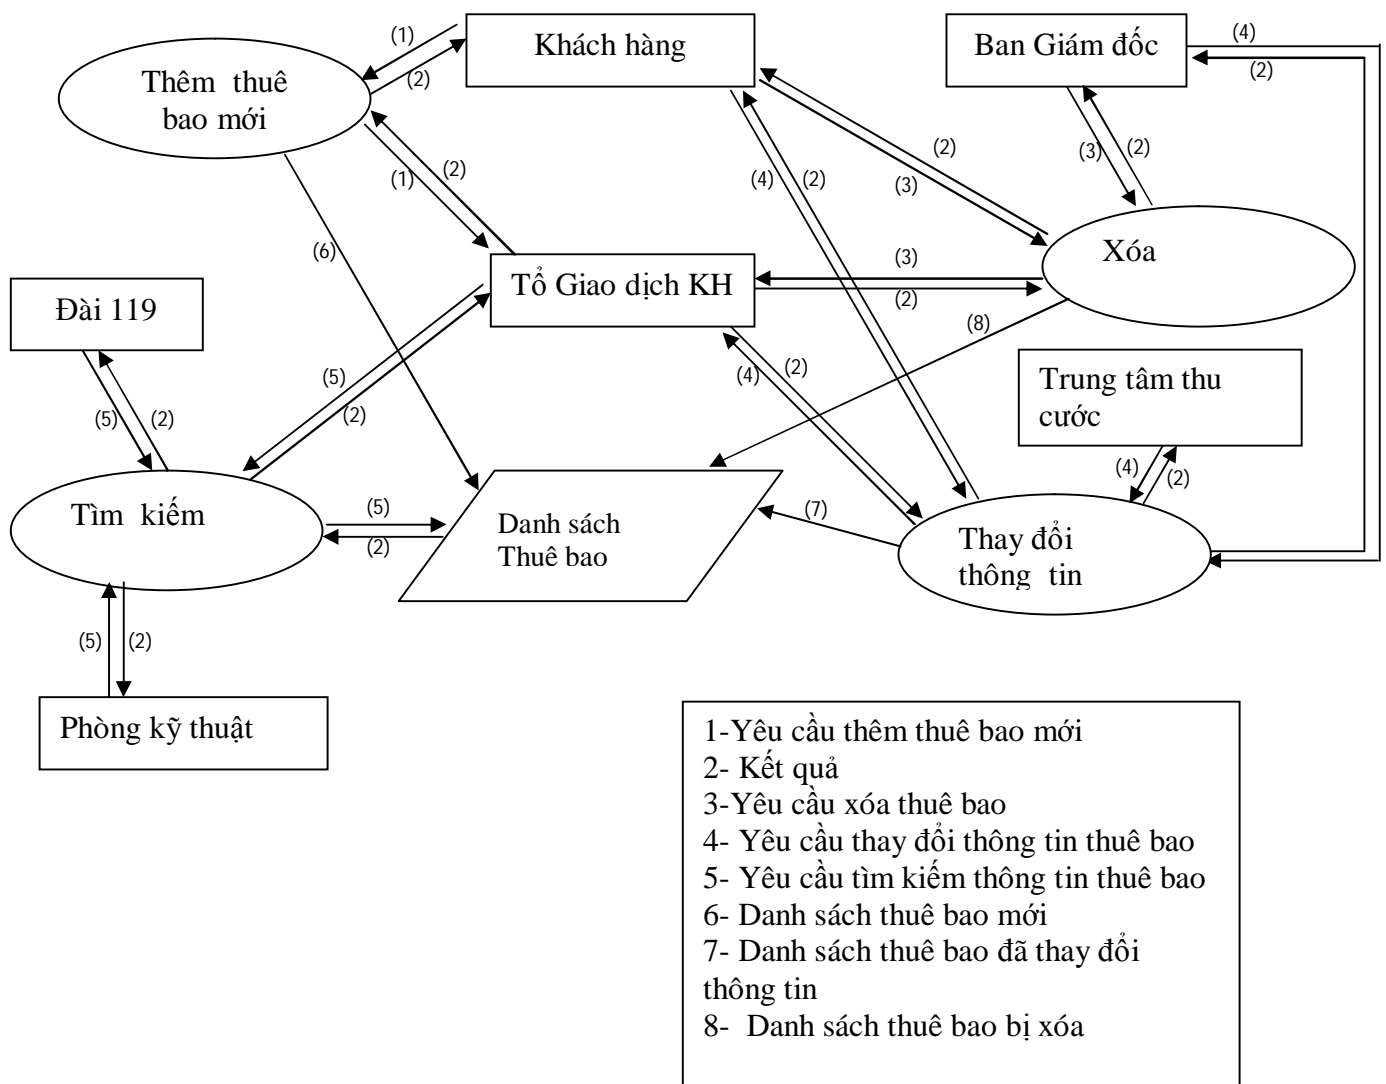 (1)
Khách hàng
Ban Giám đốc
(4)
(2)
(2)
Thêm thuê
bao mới
(2)
(3)
(2)
(2)
(1)
(4)
(2)
(3)
(6)
Xóa
(3)
Tổ Giao dịch KH
(2)
Đài 119
(8)
(5)
(2)
(4)
(2)
Trung tâm thu
cước
(5)
(2)
(4)
(2)
Tìm kiếm
(5)
(2)
Danh sách
Thuê bao
(7)
Thay đổi
thông tin
(5)
(2)
Phòng kỹ thuật
1-Yêu cầu thêm thuê bao mới
2- Kết quả
3-Yêu cầu xóa thuê bao
4- Yêu cầu thay đổi thông tin thuê bao
5- Yêu cầu tìm kiếm thông tin thuê bao
6- Danh sách thuê bao mới
7- Danh sách thuê bao đã thay đổi
thông tin
8- Danh sách thuê bao bị xóa